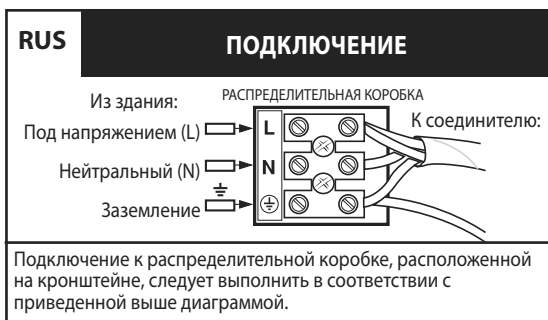 RUS
ПОДКЛЮЧЕНИЕ
Из здания:
РАСПРЕДЕЛИТЕЛЬНАЯ КОРОБКА
К соединителю:
Под напряжением (L)
L
Нейтральный (N)
N
Заземление
Подключение к распределительной коробке, расположенной
на кронштейне, следует выполнить в соответствии с
приведенной выше диаграммой.